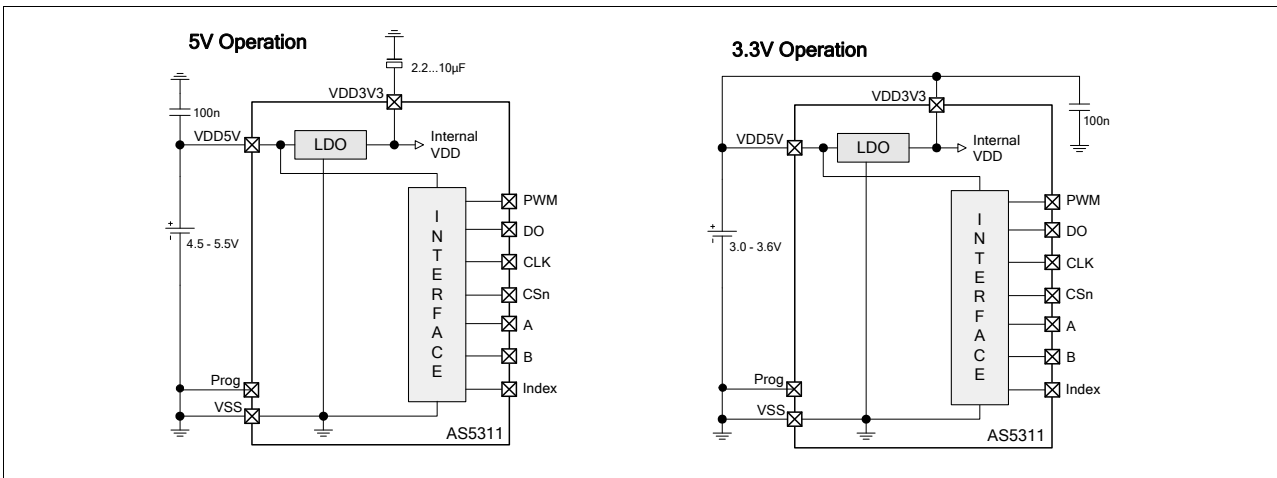 5V Operation
2.2...10µF
VDD3V3
100n
VDD5V
LDO
Internal
VDD
I
N
T
E
R
F
A
C
E
PWM
DO
CLK
CSn
A
B
Index
+
-
4.5 - 5.5V
Prog
VSS
AS5311
3.3V Operation
VDD3V3
100n
VDD5V
LDO
Internal
VDD
I
N
T
E
R
F
A
C
E
PWM
DO
CLK
CSn
A
B
Index
+
-
3.0 - 3.6V
Prog
VSS
AS5311